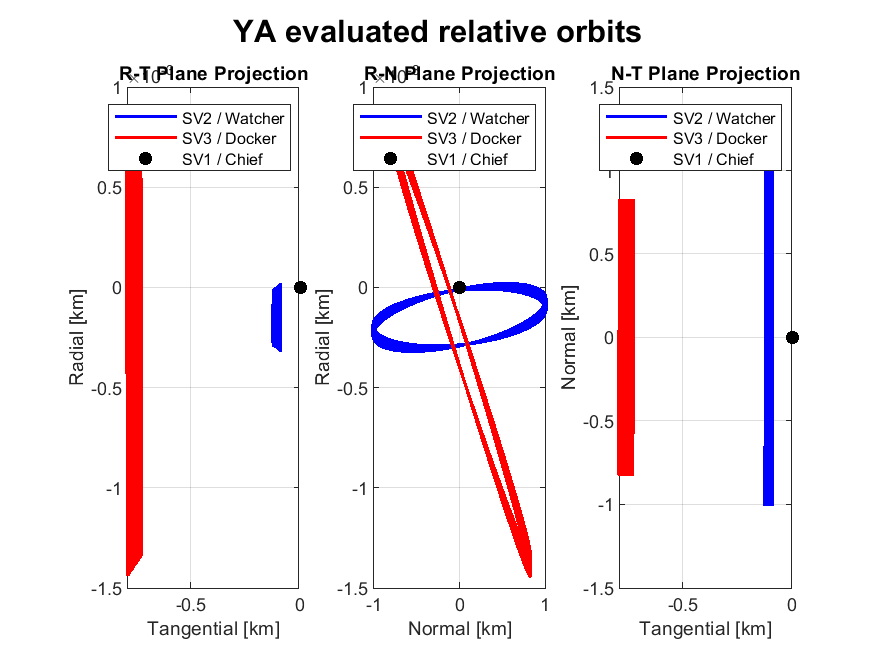 YA evaluated relative orbits
R-T Plane Projection
SV2 / Watcher
SV3 / Docker
SV1 / Chief
1
0.5
0
-0.5
-1
-1.5
-0.5
0
Radial [km]
Tangential [km]
R-N Plane Projection
SV2 / Watcher
SV3 / Docker
SV1 / Chief
1
0.5
0
-0.5
-1
-1.5
-1
0
1
Radial [km]
Normal [km]
N-T Plane Projection
SV2 / Watcher
SV3 / Docker
SV1 / Chief
1.5
1
0.5
0
-0.5
-1
-1.5
-0.5
0
Normal [km]
Tangential [km]